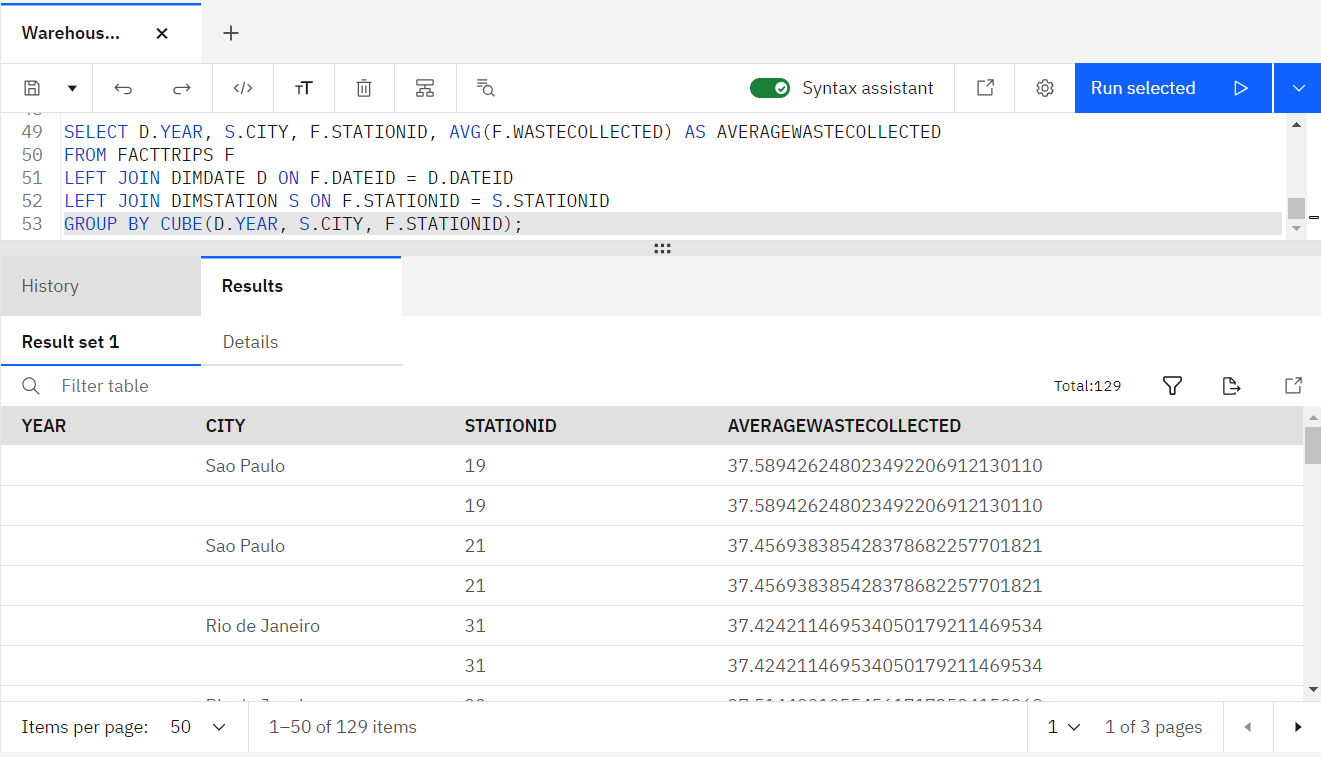 Warehous...
Syntax assistant
Run selected
49 SELECT D.YEAR, S.CITY, F.STATIONID, AVG(F.WASTECOLLECTED) AS AVERAGEWASTECOLLECTED
50 FROM FACTTRIPS F
51 LEFT JOIN DIMDATE D ON F.DATEID = D.DATEID
52 LEFT JOIN DIMSTATION S ON F.STATIONID = S.STATIONID
53 GROUP BY CUBE(D.YEAR, S.CITY, F.STATIONID);
History Results
Result set 1 Details
Filter table Total:129
YEAR CITY STATIONID AVERAGEWASTECOLLECTED
Sao Paulo 19 37.589426248023492206912130110
19 37.589426248023492206912130110
Sao Paulo 21 37.456938385428378682257701821
21 37.456938385428378682257701821
Rio de Janeiro 31 37.424211469534050179211469534
31 37.424211469534050179211469534
Items per page: 50 1–50 of 129 items 1 1 of 3 pages